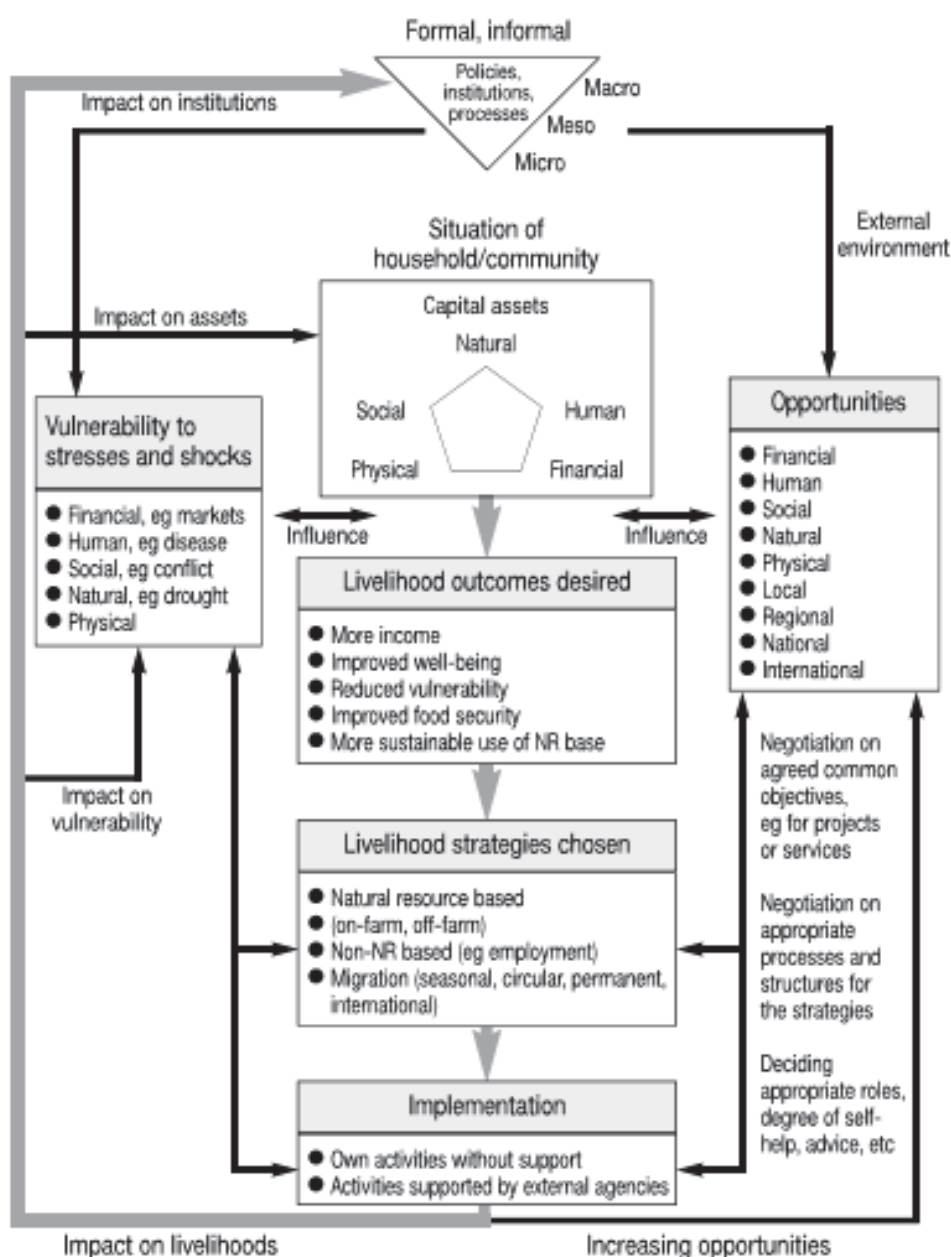 Formal, informal
Policies,
institutions,
processes
Macro
Meso
Micro
Impact on institutions
External
environment
Situation of
household/community
Capital assets
Natural
Social
Human
Physical
Financial
Impact on assets
Vulnerability to
stresses and shocks
● Financial, eg markets
● Human, eg disease
● Social, eg conflict
● Natural, eg drought
● Physical
Influence
Influence
Opportunities
● Financial
● Human
● Social
● Natural
● Physical
● Local
● Regional
● National
● International
Livelihood outcomes desired
● More income
● Improved well-being
● Reduced vulnerability
● Improved food security
● More sustainable use of NR base
Impact on
vulnerability
Livelihood strategies chosen
● Natural resource based
● (on-farm, off-farm)
● Non-NR based (eg employment)
● Migration (seasonal, circular, permanent,
international)
Negotiation on
agreed common
objectives,
eg for projects
or services
Negotiation on
appropriate
processes and
structures for
the strategies
Deciding
appropriate roles,
degree of self-
help, advice, etc
Implementation
● Own activities without support
● Activities supported by external agencies
Impact on livelihoods
Increasing opportunities